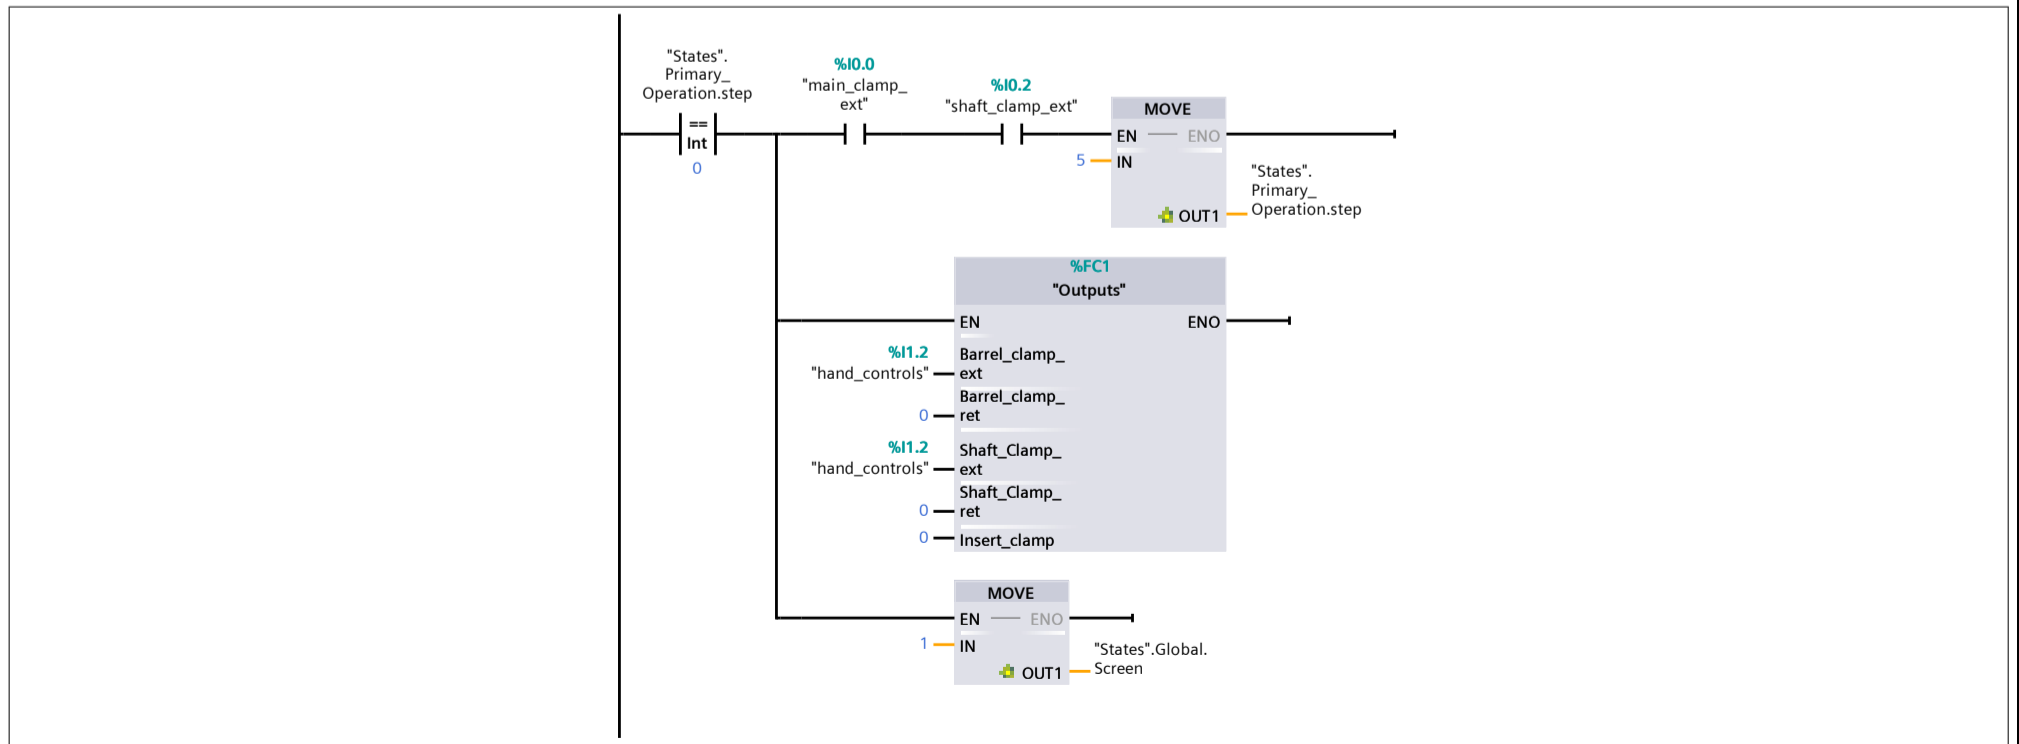 "States".
Primary_
Operation.step
==
Int
0
%I0.0
"main_clamp_
ext"
%I0.2
"shaft_clamp_ext"
MOVE
EN
ENO
5
IN
OUT1
"States".
Primary_
Operation.step
%FC1
"Outputs"
EN
ENO
%I1.2
"hand_controls"
Barrel_clamp_
ext
0
Barrel_clamp_
ret
%I1.2
"hand_controls"
Shaft_Clamp_
ext
0
Shaft_Clamp_
ret
0
Insert_clamp
MOVE
EN
ENO
1
IN
OUT1
"States".Global.
Screen